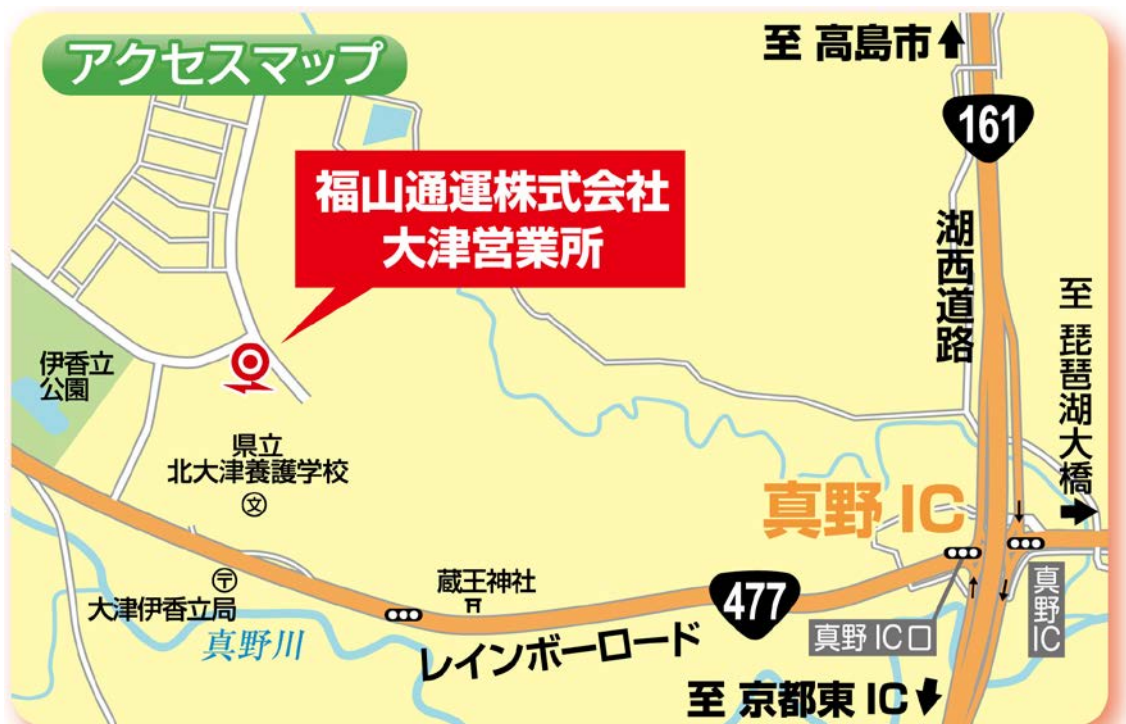 アクセスマップ
至 高島市
161
福山通運株式会社
大津営業所
湖西道路
至 琵琶湖大橋
伊香立
公園
県立
北大津養護学校
文
真野 IC
〒
大津伊香立局
蔵王神社
477
真野川
レインボーロード
真野 IC 口
真野 IC
至 京都東 IC